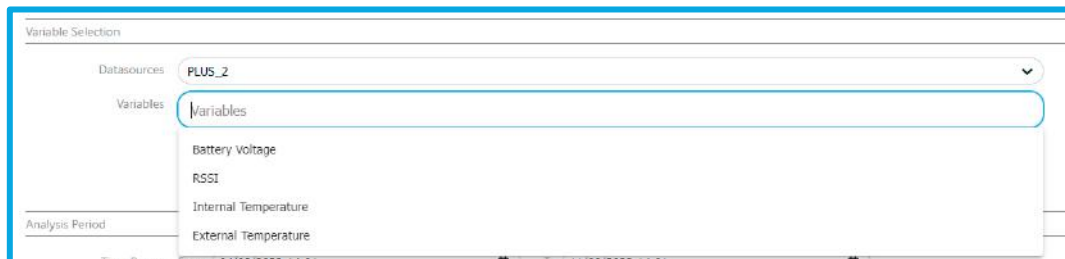 Variable Selection
Datasources PLUS_2
Variables Variables
Battery Voltage
RSSI
Internal Temperature
Analysis Period
External Temperature